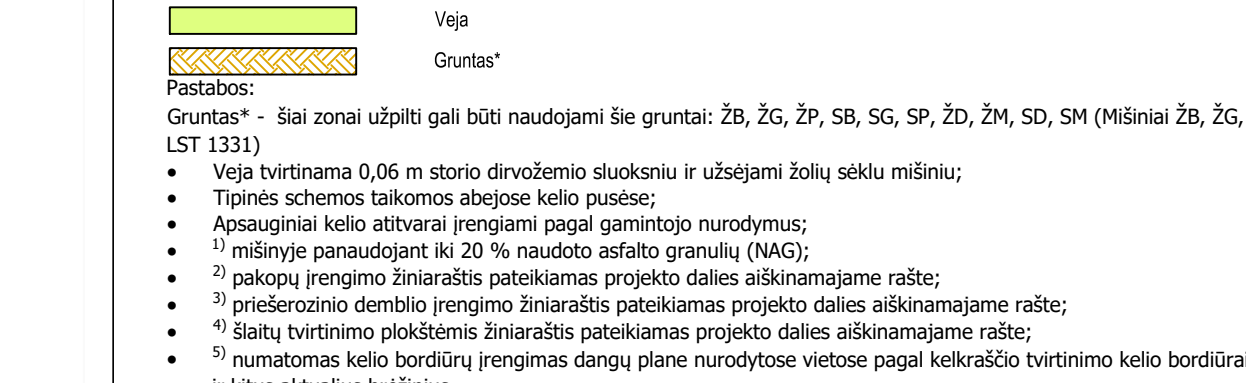 Veja
Gruntas*
Pastabos:
Gruntas* - šiai zonai užpilti gali būti naudojami šie gruntai: ŽB, ŽG, ŽP, SB, SG, SP, ŽD, ŽM, SD, SM (Mišiniai ŽB, ŽG,
LST 1331)
• Veja tvirtinama 0,06 m storio dirvožemio sluoksniu ir užsėjami žolių sėklu mišiniu;
• Tipinės schemos taikomos abejose kelio pusėse;
• Apsauginiai kelio atitvarai įrengiami pagal gamintojo nurodymus;
• 1) mišinyje panaudojant iki 20 % naudoto asfalto granulių (NAG);
• 2) pakopų įrengimo žiniaraštis pateikiamas projekto dalies aiškinamajame rašte;
• 3) priešerozinio demblio įrengimo žiniaraštis pateikiamas projekto dalies aiškinamajame rašte;
• 4) šlaitų tvirtinimo plokštėmis žiniaraštis pateikiamas projekto dalies aiškinamajame rašte;
• 5) numatomas kelio bordiūrų įrengimas dangų plane nurodytose vietose pagal kelkraščio tvirtinimo kelio bordiūrai